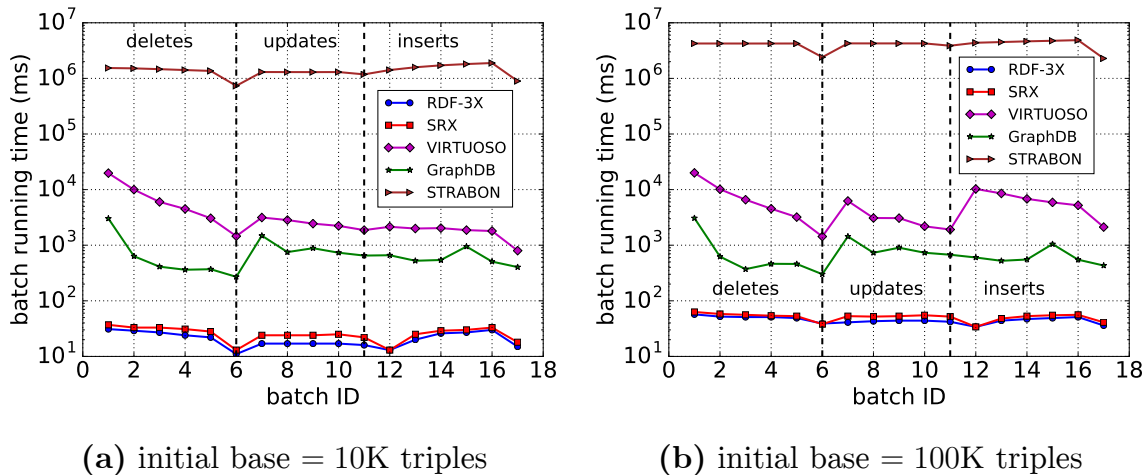 10^7
10^6
10^5
10^4
10^3
10^2
10^1
batch running time (ms)
deletes updates inserts
RDF-3X
SRX
VIRTUOSO
GraphDB
STRABON
0 2 4 6 8 10 12 14 16 18
batch ID
(a) initial base = 10K triples
10^7
10^6
10^5
10^4
10^3
10^2
10^1
batch running time (ms)
RDF-3X
SRX
VIRTUOSO
GraphDB
STRABON
deletes updates inserts
0 2 4 6 8 10 12 14 16 18
batch ID
(b) initial base = 100K triples